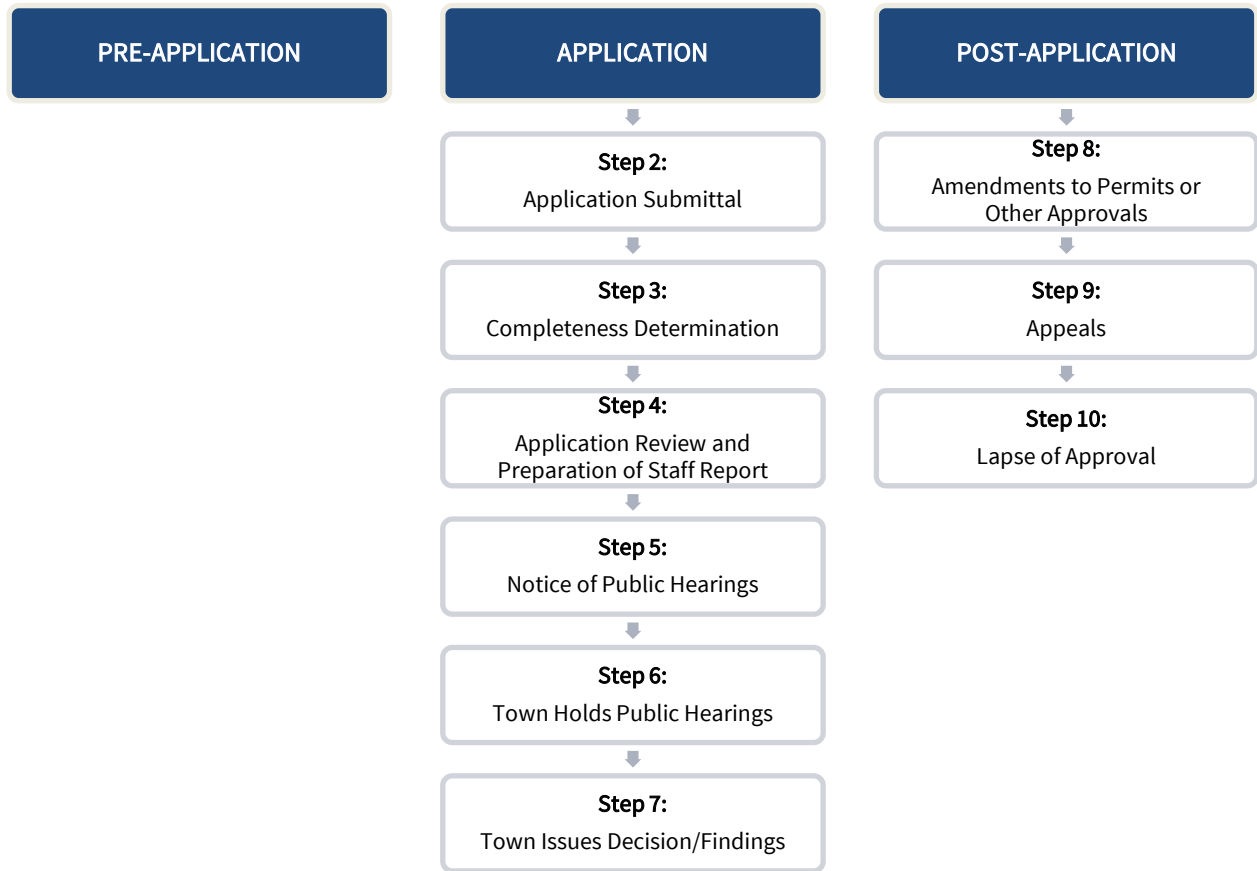 PRE-APPLICATION
APPLICATION
Step 2:
Application Submittal
Step 3:
Completeness Determination
Step 4:
Application Review and
Preparation of Staff Report
Step 5:
Notice of Public Hearings
Step 6:
Town Holds Public Hearings
Step 7:
Town Issues Decision/Findings
POST-APPLICATION
Step 8:
Amendments to Permits or
Other Approvals
Step 9:
Appeals
Step 10:
Lapse of Approval